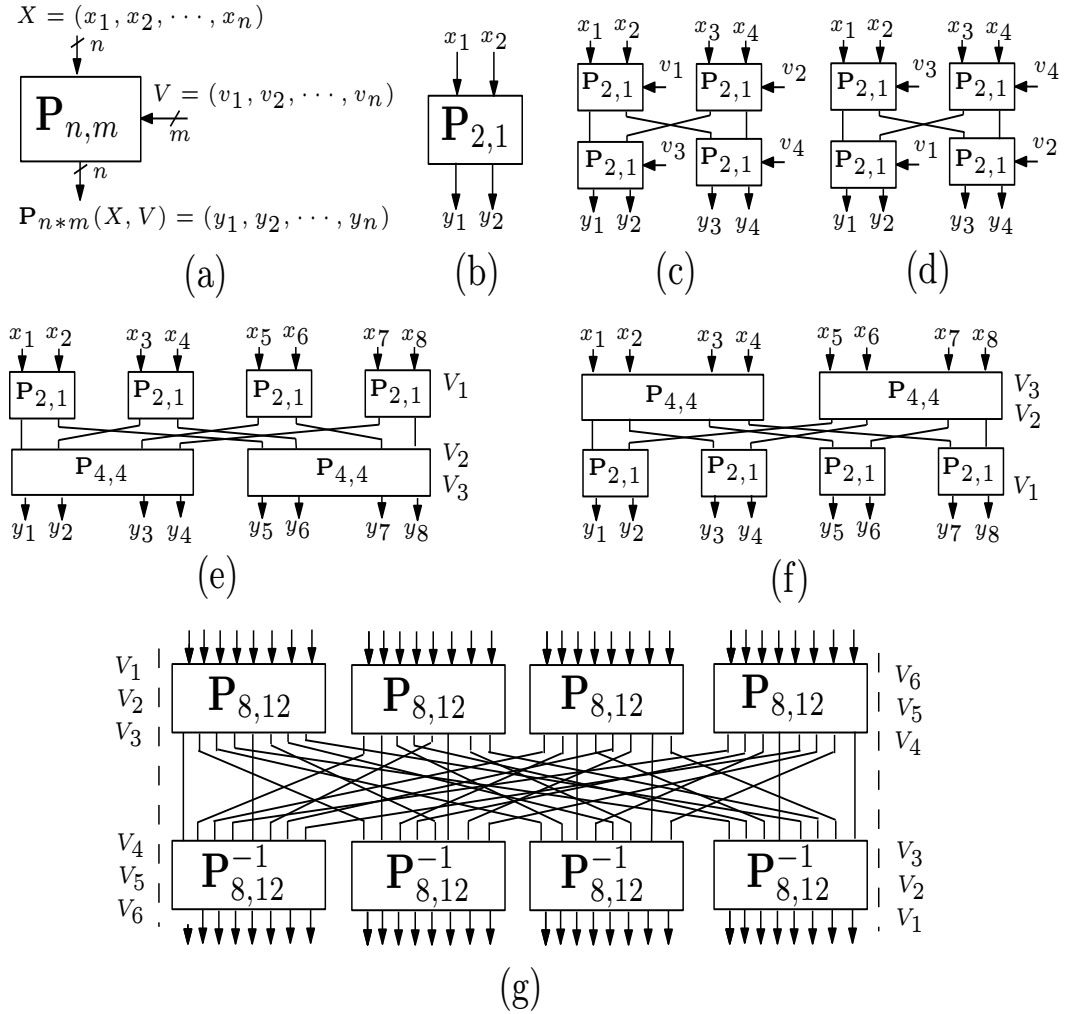 X = (x_1, x_2, · · · , x_n)
n
P_{n,m}
V = (v_1, v_2, · · · , v_n)
m
n
P_{n∗m}(X, V) = (y_1, y_2, · · · , y_n)
(a)
x_1 x_2
P_{2,1}
y_1 y_2
(b)
x_1 x_2 x_3 x_4
P_{2,1} v_1 P_{2,1} v_2
P_{2,1} v_3 P_{2,1} v_4
y_1 y_2 y_3 y_4
(c)
x_1 x_2 x_3 x_4
P_{2,1} v_3 P_{2,1} v_4
P_{2,1} v_1 P_{2,1} v_2
y_1 y_2 y_3 y_4
(d)
x_1 x_2 x_3 x_4 x_5 x_6 x_7 x_8
P_{2,1} P_{2,1} P_{2,1} P_{2,1} V_1
P_{4,4} P_{4,4} V_2
V_3
y_1 y_2 y_3 y_4 y_5 y_6 y_7 y_8
(e)
x_1 x_2 x_3 x_4 x_5 x_6 x_7 x_8
P_{4,4} P_{4,4} V_3
V_2
P_{2,1} P_{2,1} P_{2,1} P_{2,1} V_1
y_1 y_2 y_3 y_4 y_5 y_6 y_7 y_8
(f)
V_1 V_6
V_2 P_{8,12} P_{8,12} P_{8,12} P_{8,12} V_5
V_3 V_4
V_4 V_3
V_5 P^{-1}_{8,12} P^{-1}_{8,12} P^{-1}_{8,12} P^{-1}_{8,12} V_2
V_6 V_1
(g)